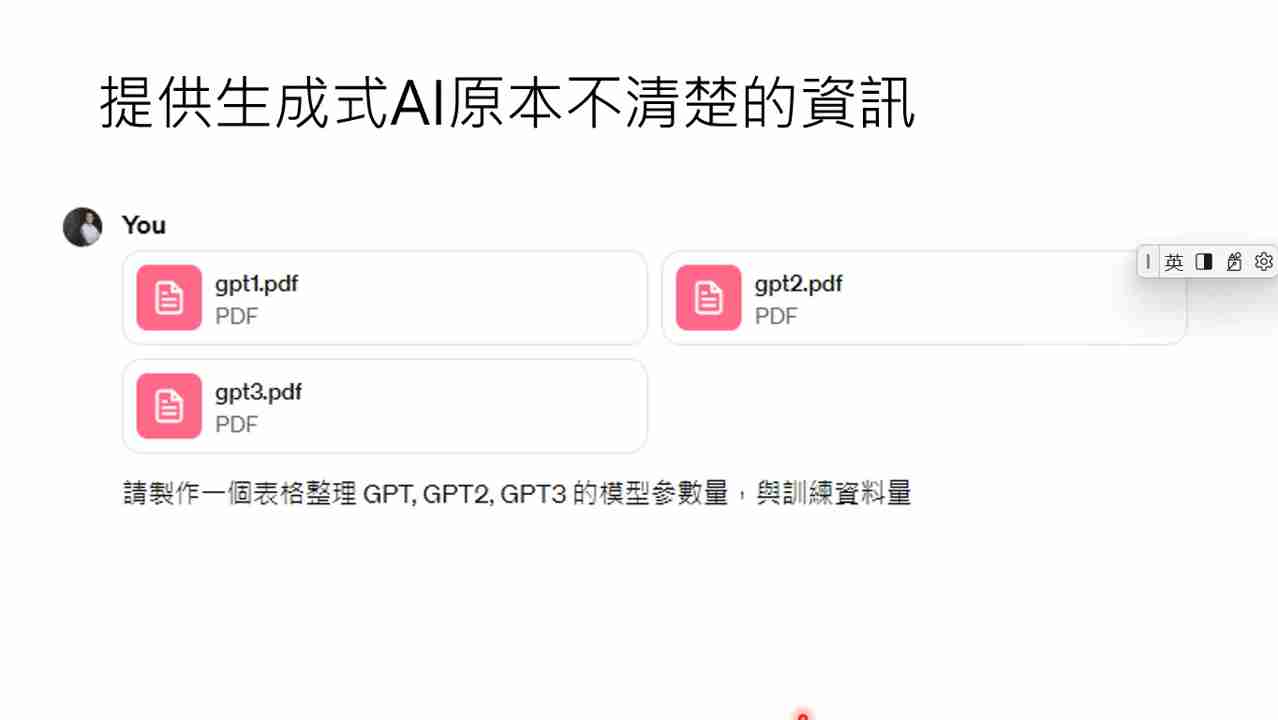 提供生成式AI原本不清楚的資訊
You
gpt1.pdf
PDF
gpt2.pdf
PDF
英
gpt3.pdf
PDF
請製作一個表格整理 GPT, GPT2, GPT3 的模型參數量，與訓練資料量